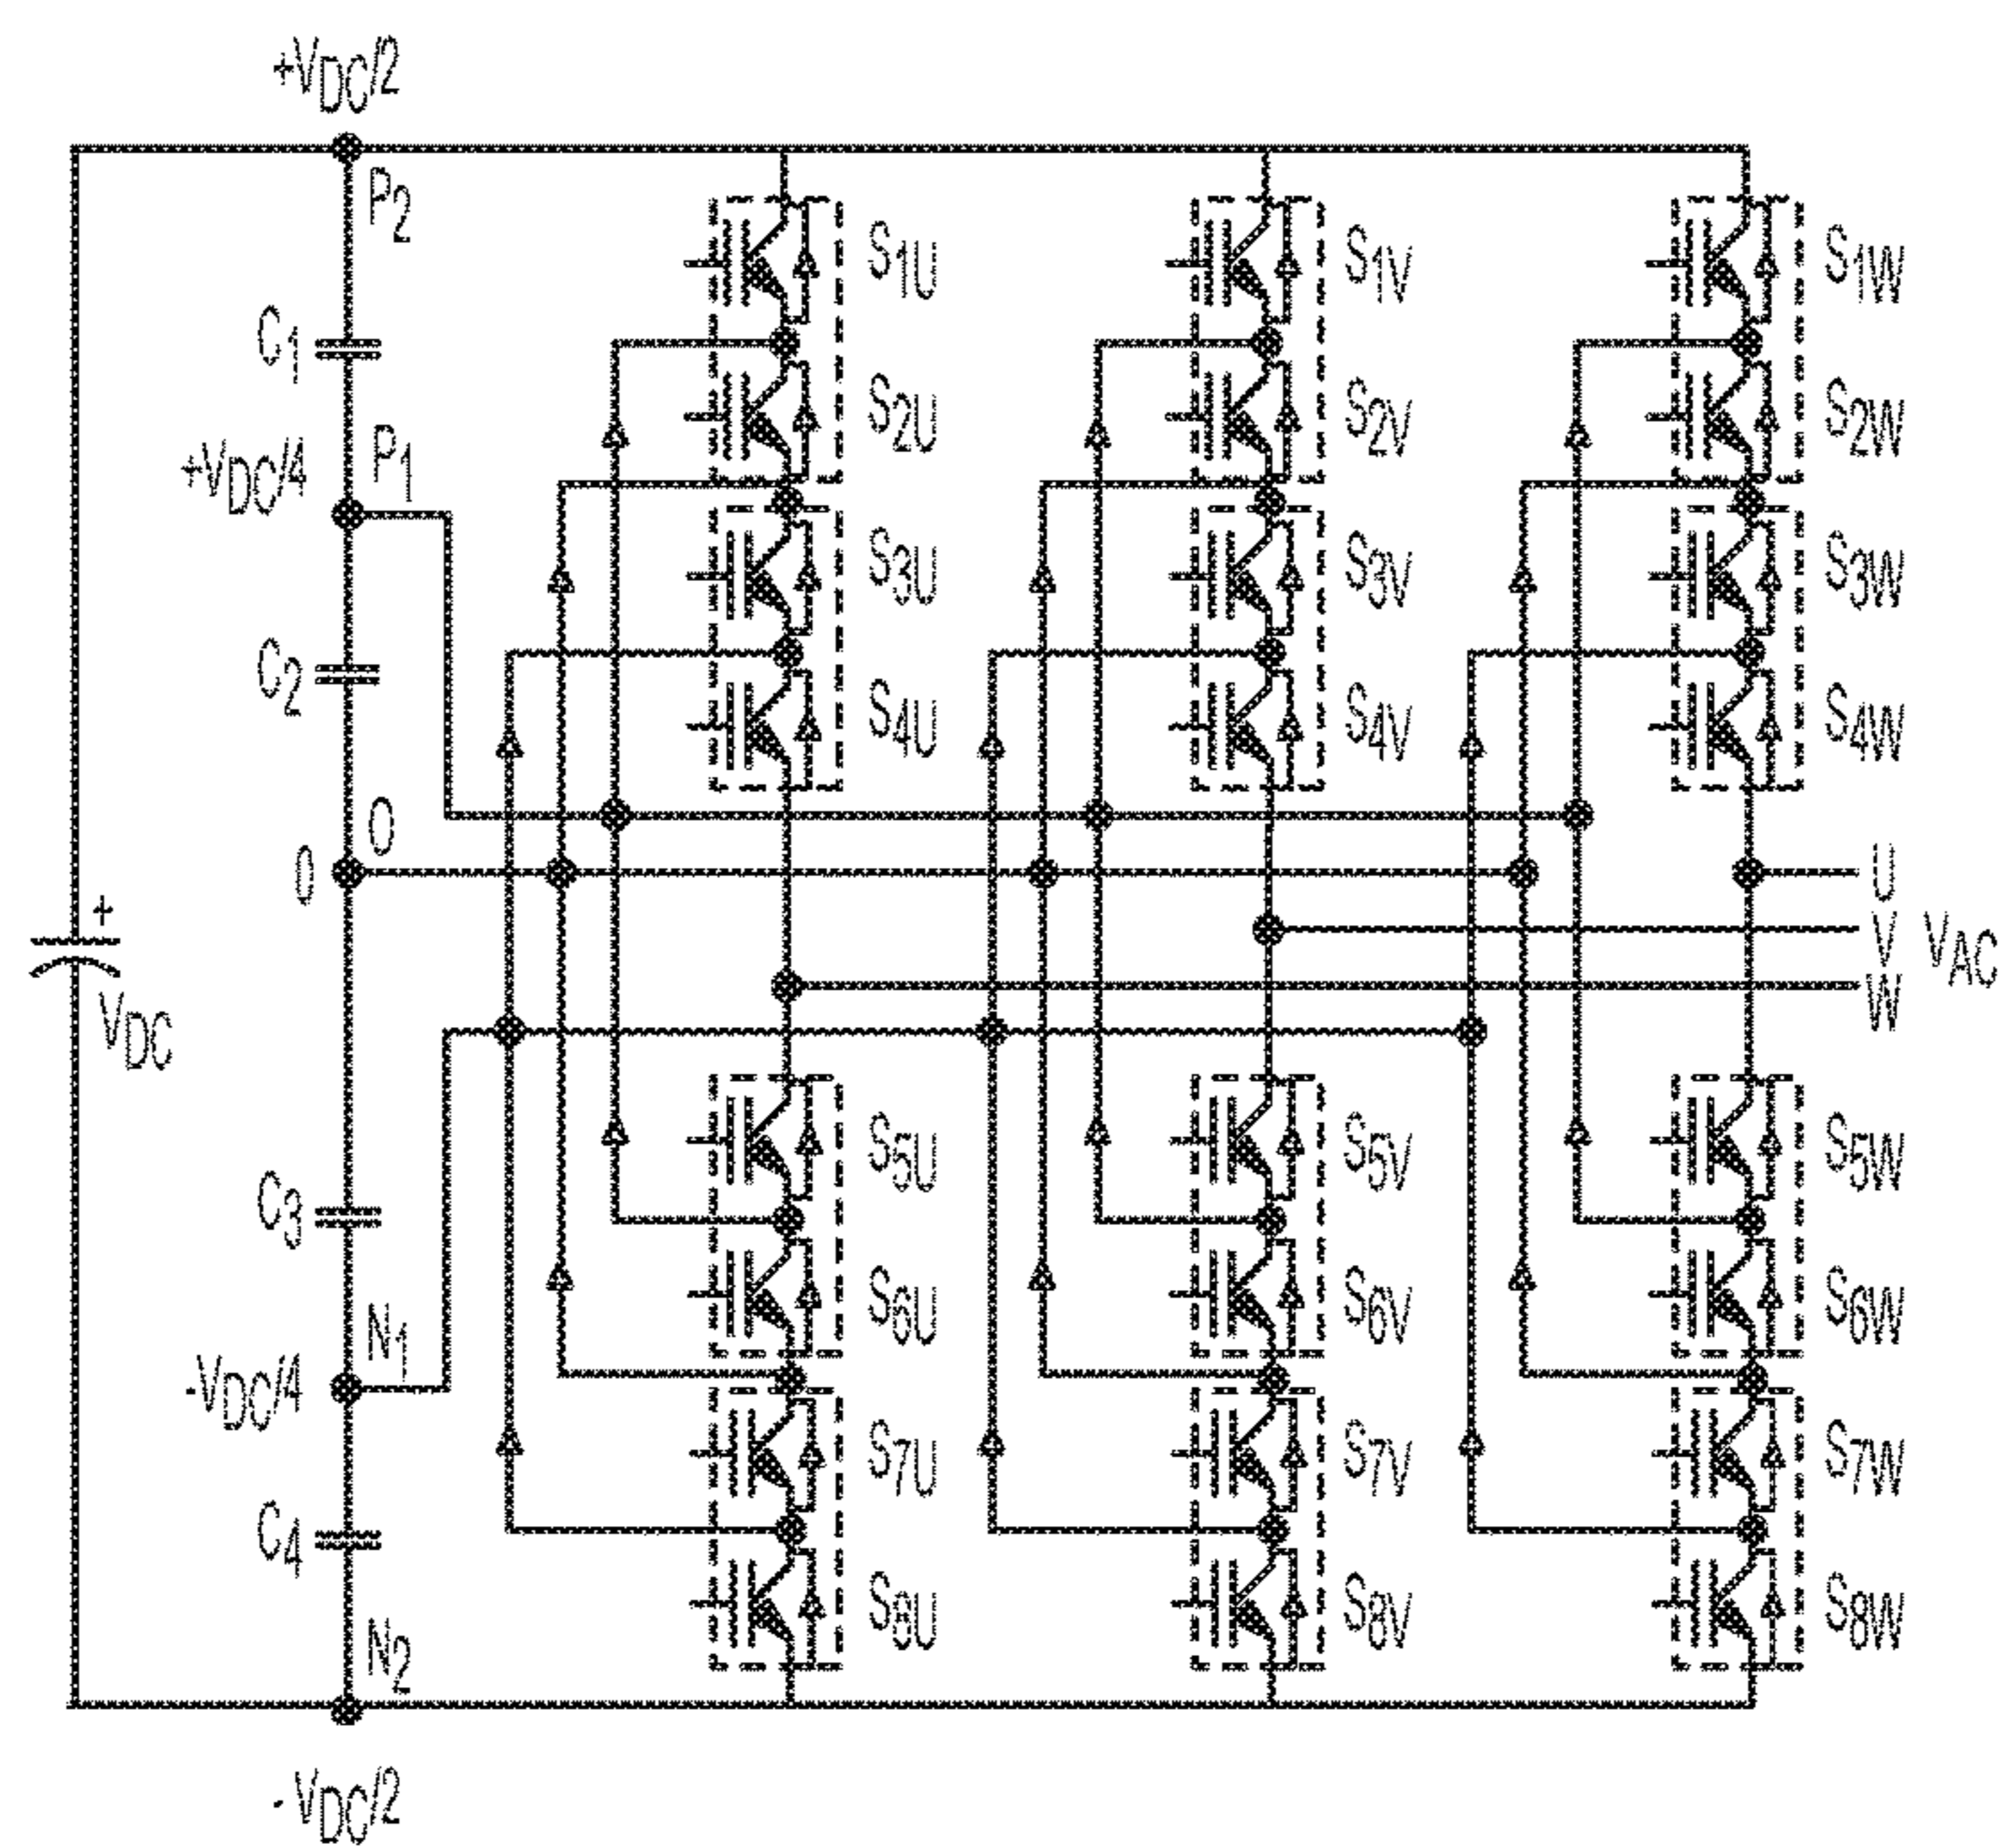 +VDC/2
P2
S1U S1V S1W
C1
S2U S2V S2W
+VDC/4 P1
S3U S3V S3W
C2
S4U S4V S4W
O
0
U
+
V VAC
W
VDC
S5U S5V S5W
C3
S6U S6V S6W
N1
-VDC/4
S7U S7V S7W
C4
S8U S8V S8W
N2
-VDC/2